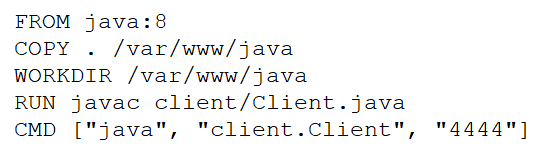 FROM java:8
COPY . /var/www/java
WORKDIR /var/www/java
RUN javac client/Client.java
CMD ["java", "client.Client", "4444"]